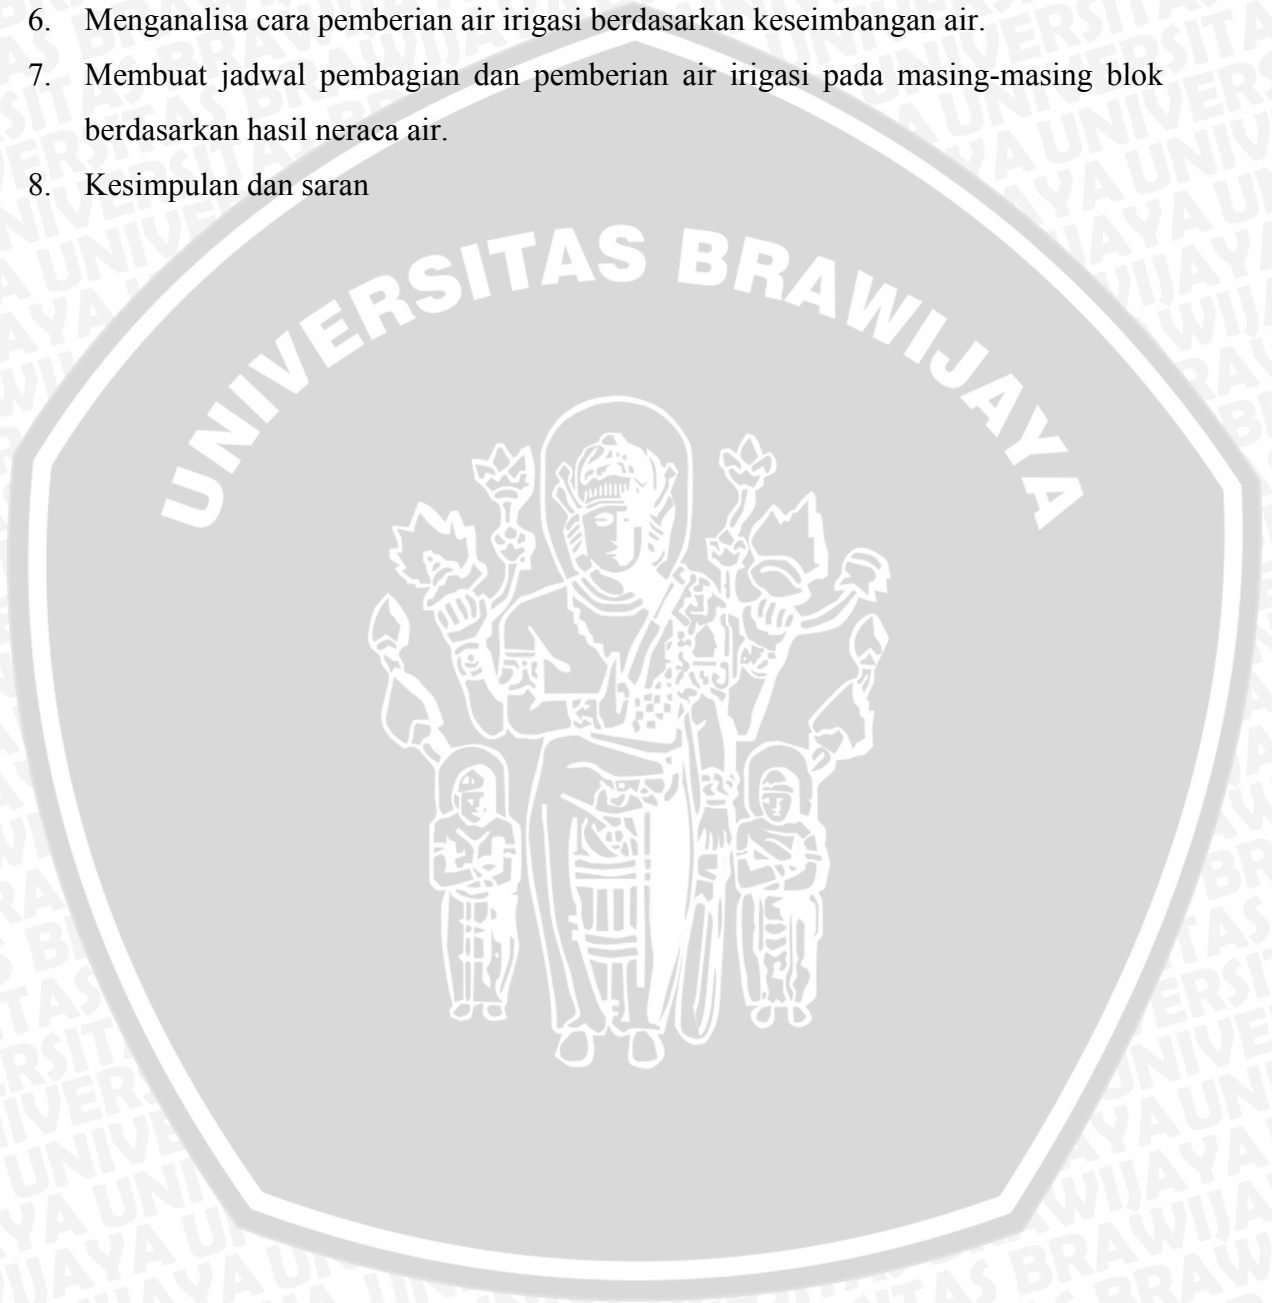 6. Menganalisa cara pemberian air irigasi berdasarkan keseimbangan air.
7. Membuat jadwal pembagian dan pemberian air irigasi pada masing-masing blok
berdasarkan hasil neraca air.
8. Kesimpulan dan saran
UNIVERSITAS BRAWIJAYA